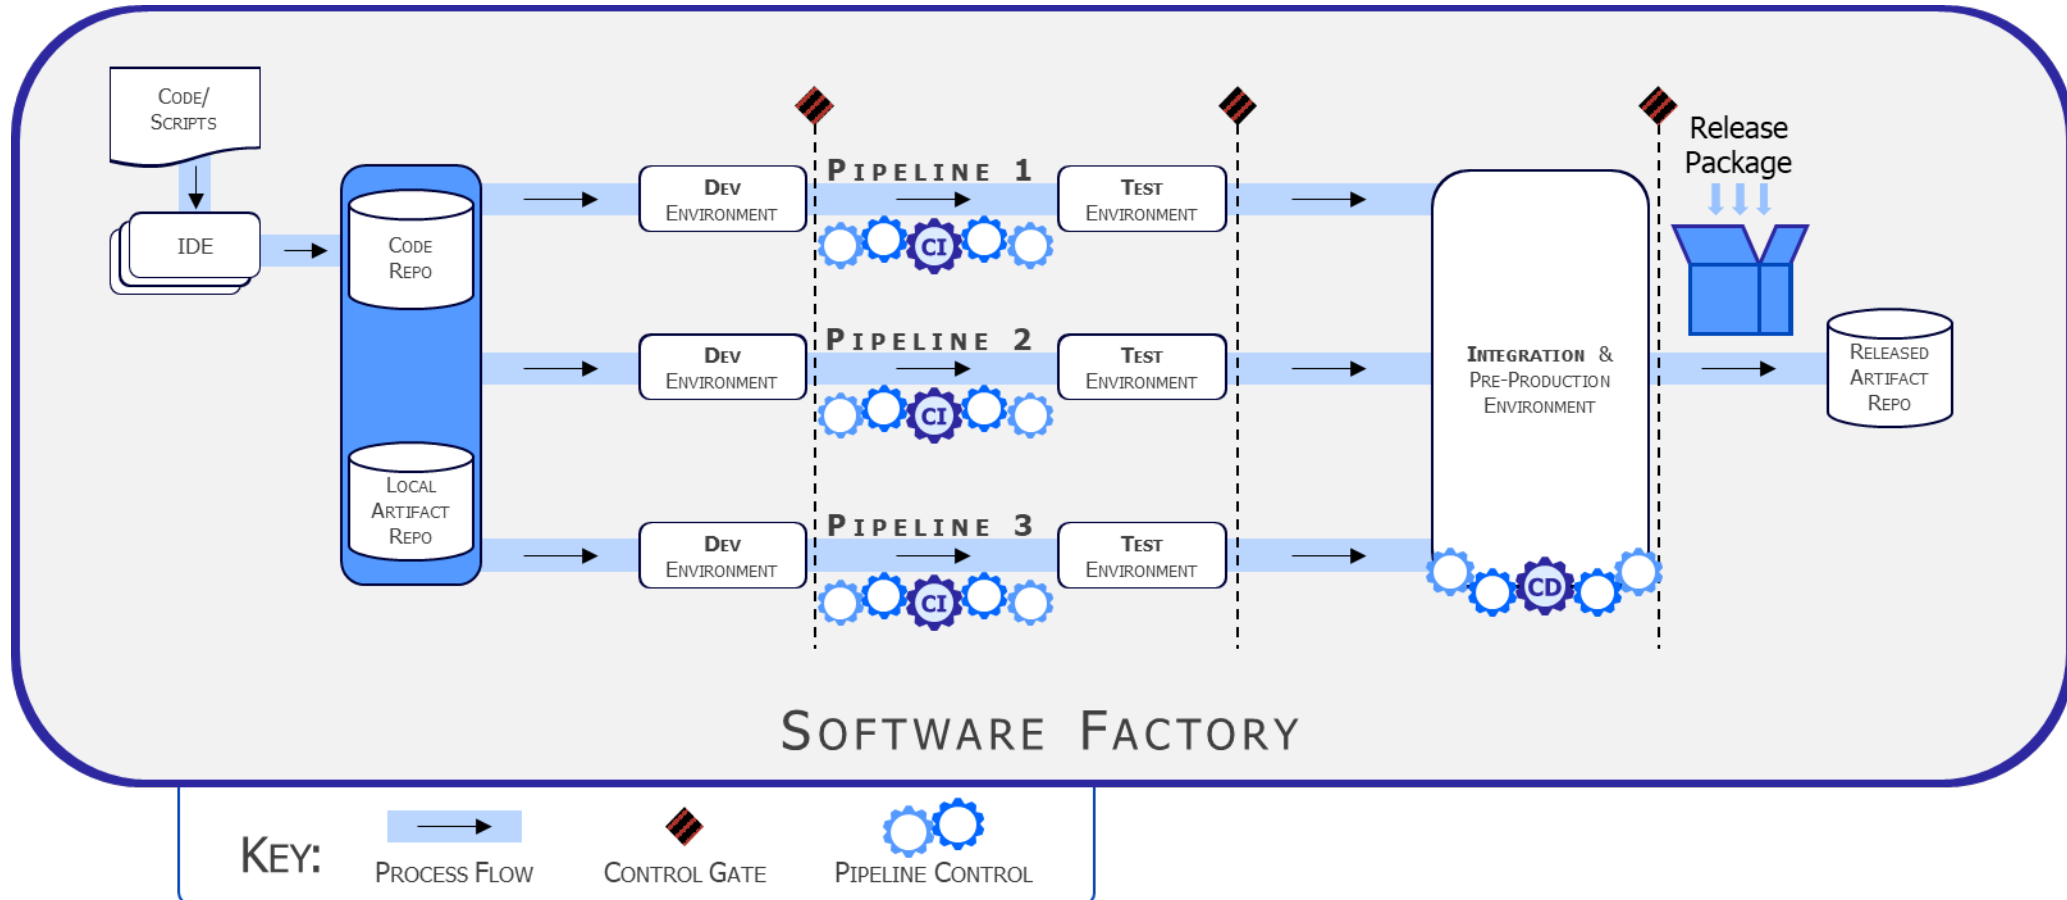 Code/
Scripts
IDE
Code
Repo
Local
Artifact
Repo
Dev
Environment
Pipeline 1
CI
Test
Environment
Dev
Environment
Pipeline 2
CI
Test
Environment
Dev
Environment
Pipeline 3
CI
Test
Environment
Integration &
Pre-Production
Environment
CD
Release
Package
Released
Artifact
Repo
Software Factory
Key:
Process Flow
Control Gate
Pipeline Control